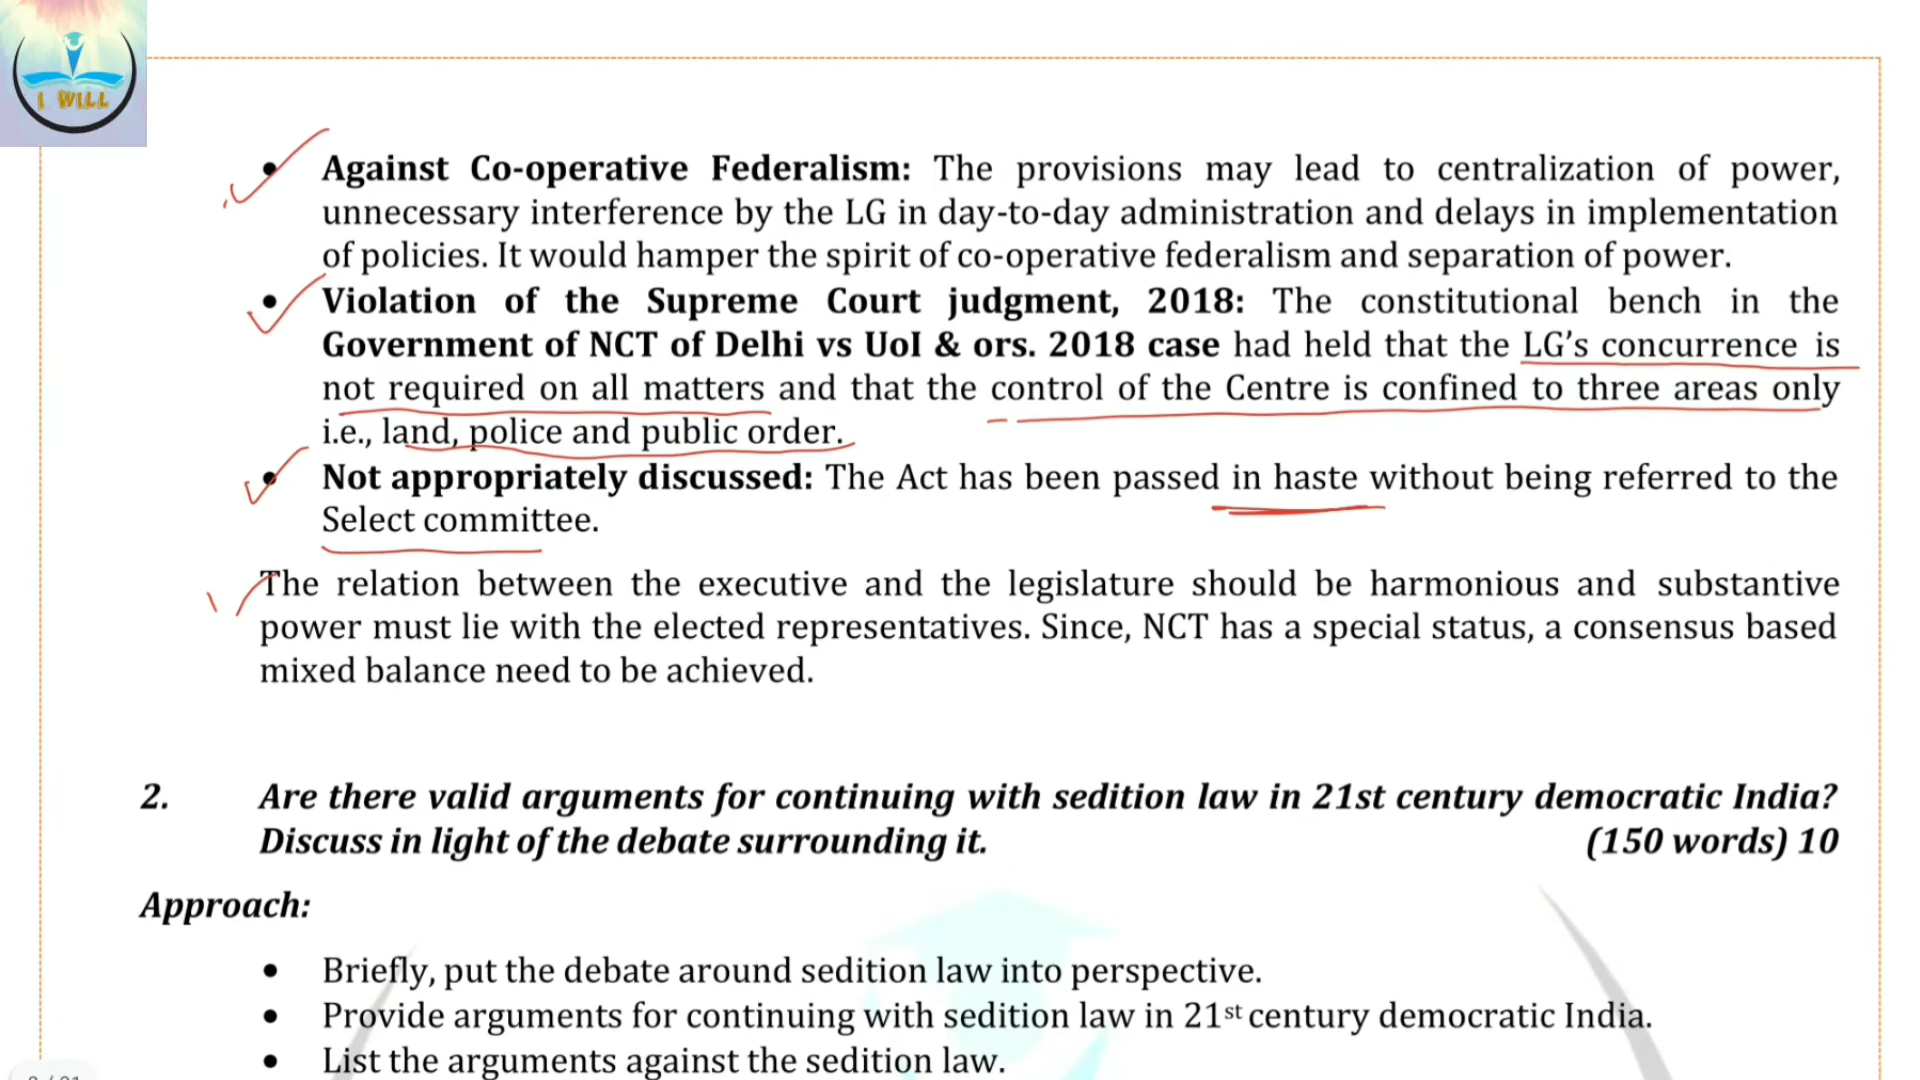 I WILL
• Against Co-operative Federalism: The provisions may lead to centralization of power,
unnecessary interference by the LG in day-to-day administration and delays in implementation
of policies. It would hamper the spirit of co-operative federalism and separation of power.
• Violation of the Supreme Court judgment, 2018: The constitutional bench in the
Government of NCT of Delhi vs UoI & ors. 2018 case had held that the LG’s concurrence is
not required on all matters and that the control of the Centre is confined to three areas only
i.e., land, police and public order.
• Not appropriately discussed: The Act has been passed in haste without being referred to the
Select committee.
The relation between the executive and the legislature should be harmonious and substantive
power must lie with the elected representatives. Since, NCT has a special status, a consensus based
mixed balance need to be achieved.
2. Are there valid arguments for continuing with sedition law in 21st century democratic India?
Discuss in light of the debate surrounding it. (150 words) 10
Approach:
• Briefly, put the debate around sedition law into perspective.
• Provide arguments for continuing with sedition law in 21st century democratic India.
• List the arguments against the sedition law.